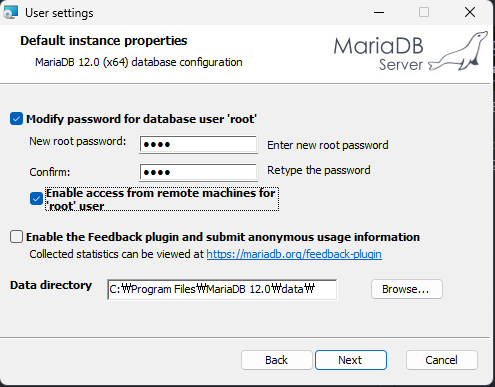 User settings
Default instance properties
MariaDB 12.0 (x64) database configuration
MariaDB
Server
Modify password for database user 'root'
New root password: ●●●● Enter new root password
Confirm: ●●●● Retype the password
Enable access from remote machines for
'root' user
Enable the Feedback plugin and submit anonymous usage information
Collected statistics can be viewed at https://mariadb.org/feedback-plugin
Data directory C:₩Program Files₩MariaDB 12.0₩data₩ Browse...
Back Next Cancel